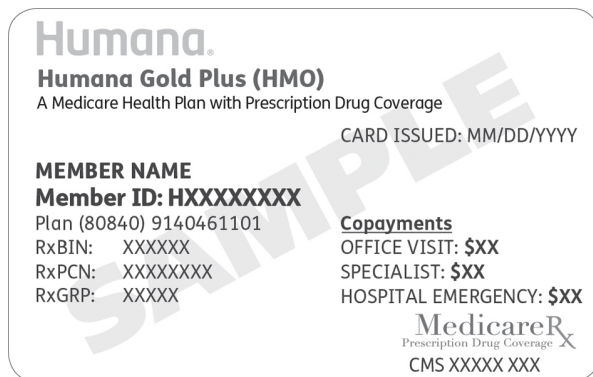 Humana®
Humana Gold Plus (HMO)
A Medicare Health Plan with Prescription Drug Coverage
CARD ISSUED: MM/DD/YYYY
MEMBER NAME
Member ID: HXXXXXXXX
Plan (80840) 9140461101
RxBIN: XXXXXX
RxPCN: XXXXXXXX
RxGRP: XXXXX
Copayments
OFFICE VISIT: $XX
SPECIALIST: $XX
HOSPITAL EMERGENCY: $XX
MedicareRx
Prescription Drug Coverage
CMS XXXXX XXX
SAMPLE